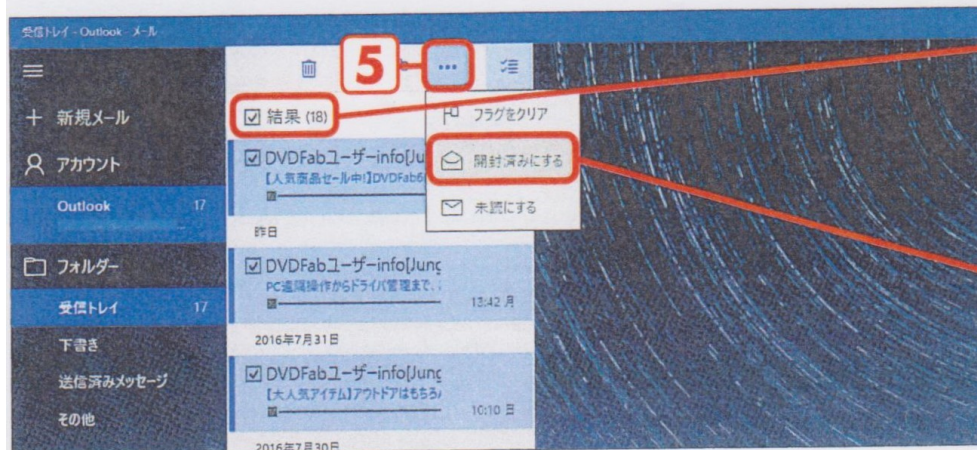 受信トレイ - Outlook - メール
新規メール
アカウント
Outlook 17
フォルダー
受信トレイ 17
下書き
送信済みメッセージ
その他
5
結果 (18)
DVDFabユーザーinfo[Ju
【人気商品セール中!】DVDFab6
昨日
DVDFabユーザーinfo[Jung
PC遠隔操作からドライバ管理まで、
13:42 月
2016年7月31日
DVDFabユーザーinfo[Jung
【大人気アイテム】アウトドアはもちろん
10:10 日
2016年7月30日
フラグをクリア
開封済みにする
未読にする